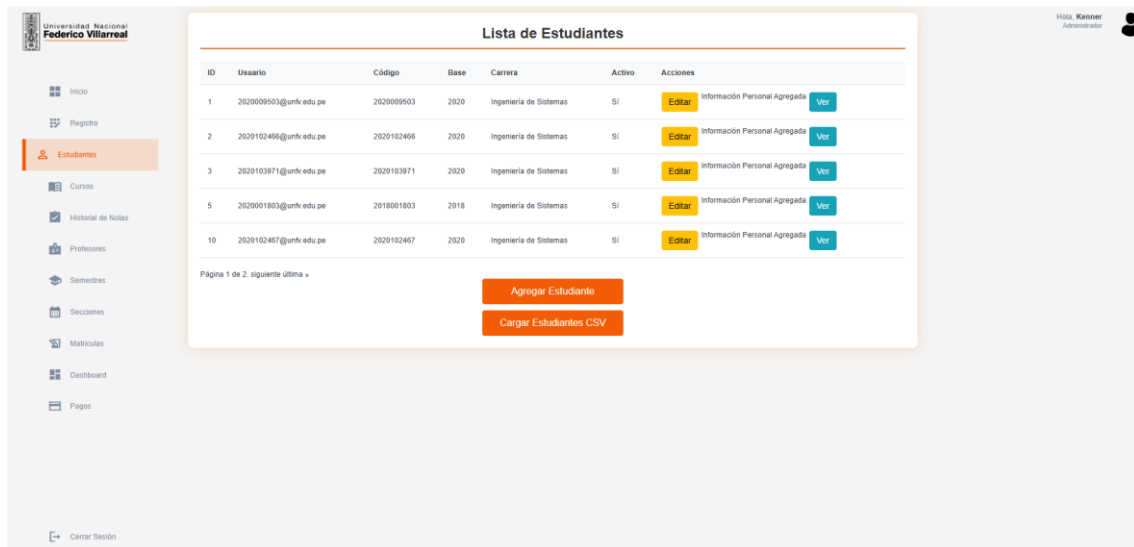 Universidad Nacional
Federico Villarreal
Hola, Kenner
Administrador
Inicio
Registro
Estudiantes
Cursos
Historial de Notas
Profesores
Semestres
Secciones
Matriculas
Dashboard
Pagos
Cerrar Sesión
Lista de Estudiantes
ID Usuario Código Base Carrera Activo Acciones
1 2020009503@unfv.edu.pe 2020009503 2020 Ingeniería de Sistemas Sí Editar Información Personal Agregada Ver
2 2020102466@unfv.edu.pe 2020102466 2020 Ingeniería de Sistemas Sí Editar Información Personal Agregada Ver
3 2020103971@unfv.edu.pe 2020103971 2020 Ingeniería de Sistemas Sí Editar Información Personal Agregada Ver
5 2020001803@unfv.edu.pe 2018001803 2018 Ingeniería de Sistemas Sí Editar Información Personal Agregada Ver
10 2020102467@unfv.edu.pe 2020102467 2020 Ingeniería de Sistemas Sí Editar Información Personal Agregada Ver
Página 1 de 2. siguiente última »
Agregar Estudiante
Cargar Estudiantes CSV